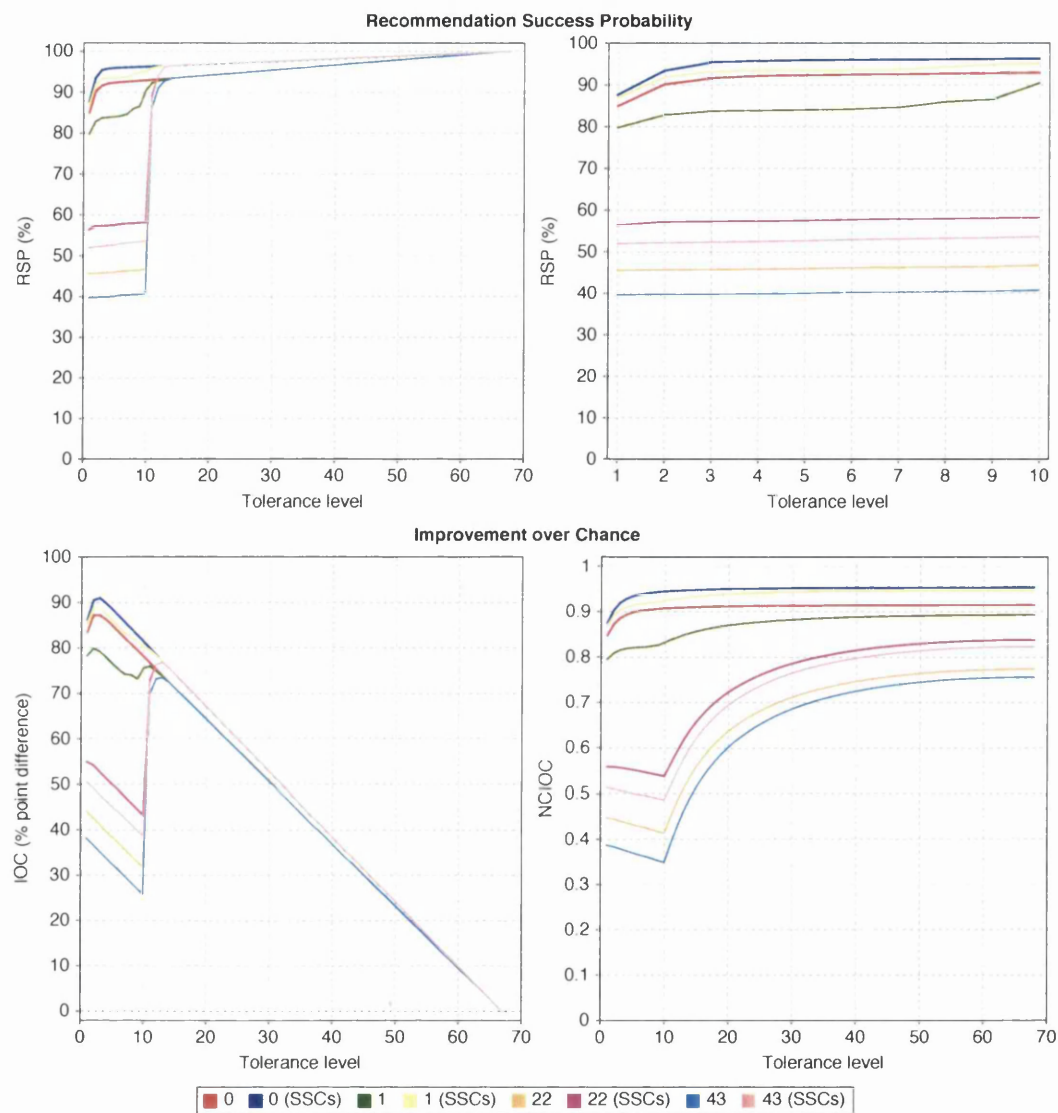 Recommendation Success Probability
100
90
80
70
60
50
40
30
20
10
0
RSP (%)
0 10 20 30 40 50 60 70
Tolerance level
100
90
80
70
60
50
40
30
20
10
0
RSP (%)
1 2 3 4 5 6 7 8 9 10
Tolerance level
Improvement over Chance
100
90
80
70
60
50
40
30
20
10
0
IOC (% point difference)
0 10 20 30 40 50 60 70
Tolerance level
1
0.9
0.8
0.7
0.6
0.5
0.4
0.3
0.2
0.1
0
NCIOC
0 10 20 30 40 50 60 70
Tolerance level
0 0 (SSCs) 1 1 (SSCs) 22 22 (SSCs) 43 43 (SSCs)